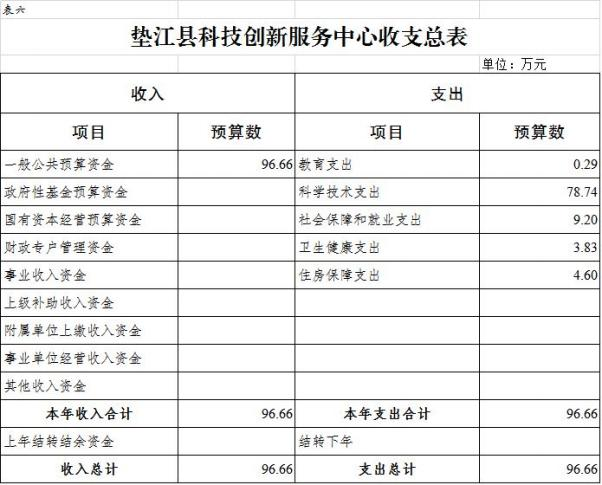 表六
垫江县科技创新服务中心收支总表
单位：万元
收入 支出
项目 预算数 项目 预算数
一般公共预算资金 96.66 教育支出 0.29
政府性基金预算资金 科学技术支出 78.74
国有资本经营预算资金 社会保障和就业支出 9.20
财政专户管理资金 卫生健康支出 3.83
事业收入资金 住房保障支出 4.60
上级补助收入资金
附属单位上缴收入资金
事业单位经营收入资金
其他收入资金
本年收入合计 96.66 本年支出合计 96.66
上年结转结余资金 结转下年
收入总计 96.66 支出总计 96.66